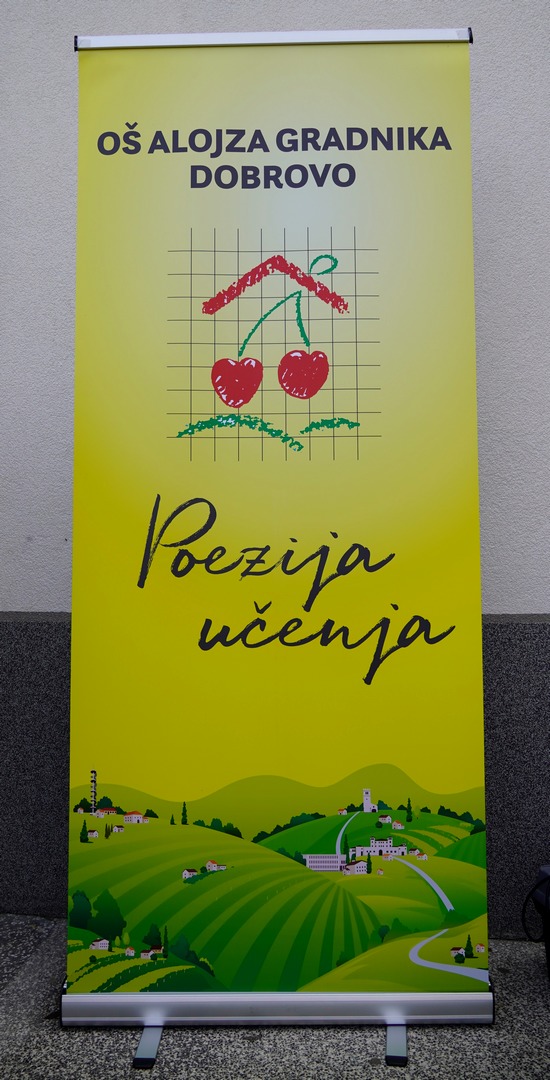 OŠ ALOJZA GRADNIKA
DOBROVO
Poezija
učenja